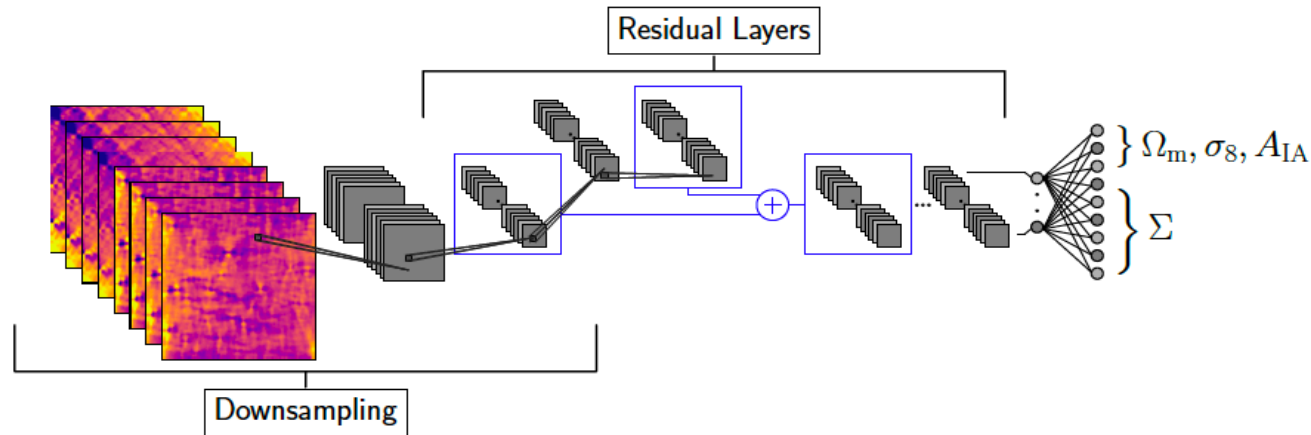 Residual Layers
Ωm, σ8, AIA
+
Σ
...
Downsampling